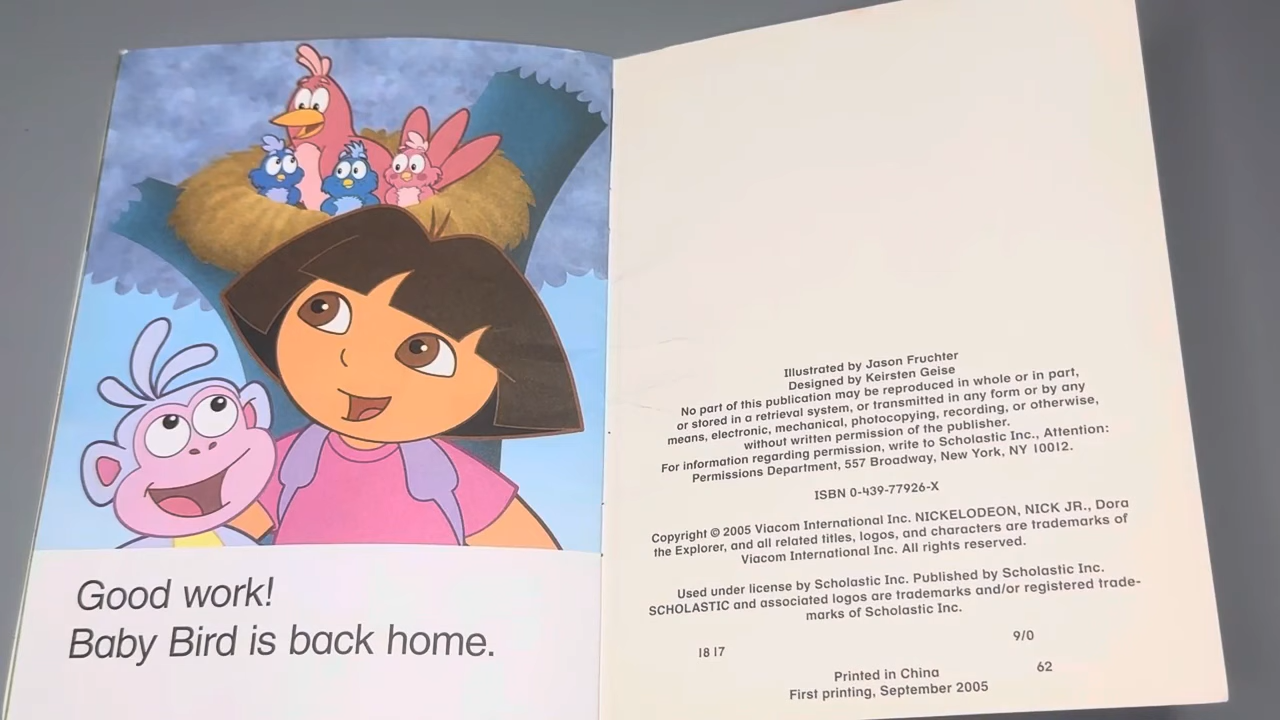 Good work!
Baby Bird is back home.
Illustrated by Jason Fruchter
Designed by Keirsten Geise
No part of this publication may be reproduced in whole or in part,
or stored in a retrieval system, or transmitted in any form or by any
means, electronic, mechanical, photocopying, recording, or otherwise,
without written permission of the publisher.
For information regarding permission, write to Scholastic Inc., Attention:
Permissions Department, 557 Broadway, New York, NY 10012.
ISBN 0-439-77926-X
Copyright © 2005 Viacom International Inc. NICKELODEON, NICK JR., Dora
the Explorer, and all related titles, logos, and characters are trademarks of
Viacom International Inc. All rights reserved.
Used under license by Scholastic Inc. Published by Scholastic Inc.
SCHOLASTIC and associated logos are trademarks and/or registered trade-
marks of Scholastic Inc.
18 17 9/0
Printed in China 62
First printing, September 2005